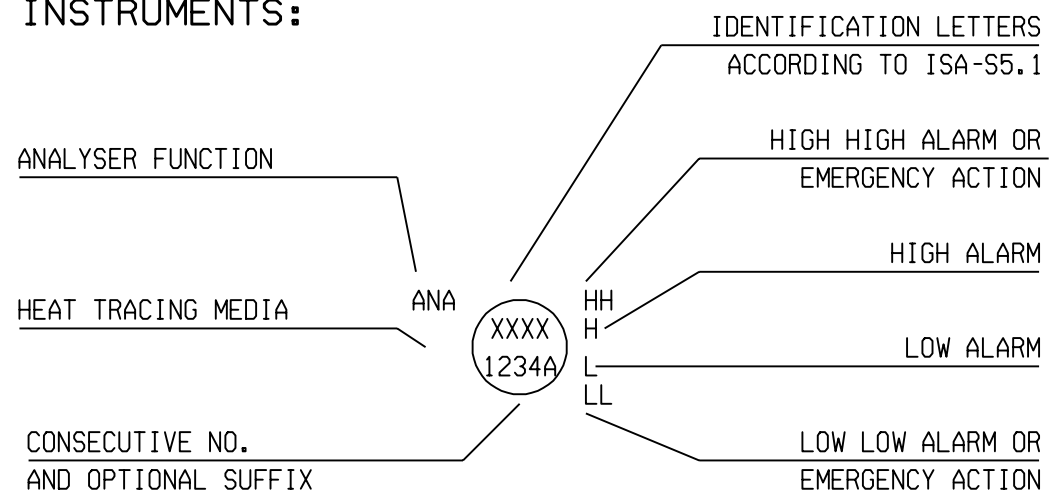 INSTRUMENTS:
IDENTIFICATION LETTERS
ACCORDING TO ISA-S5.1
HIGH HIGH ALARM OR
EMERGENCY ACTION
ANALYSER FUNCTION
HIGH ALARM
ANA
HH
HEAT TRACING MEDIA
XXXX
H
LOW ALARM
1234A
L
LL
CONSECUTIVE NO.
AND OPTIONAL SUFFIX
LOW LOW ALARM OR
EMERGENCY ACTION